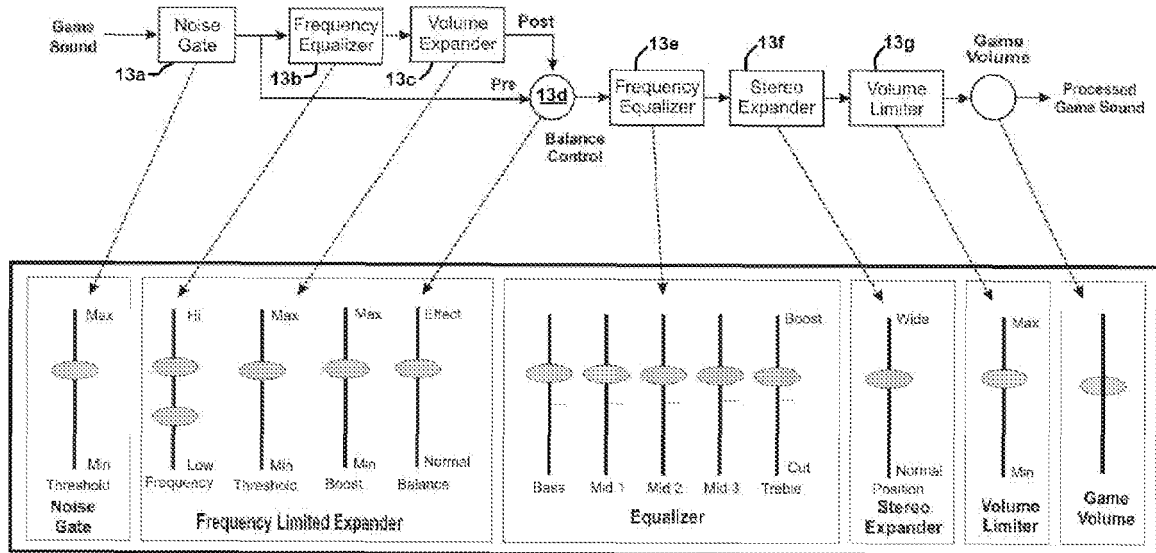 Game
Sound
Noise
Gate
13a
Frequency
Equalizer
13b
Volume
Expander
13c
Post
Pre
13d
Balance
Control
13e
Frequency
Equalizer
13f
Stereo
Expander
13g
Volume
Limiter
Game
Volume
Processed
Game Sound
Max
Min
Threshold
Noise
Gate
Hi
Low
Frequency
Max
Min
Threshold
Max
Min
Boost
Effect
Normal
Balance
Frequency Limited Expander
Bass
Mid 1
Mid 2
Mid 3
Boost
Cut
Treble
Equalizer
Wide
Normal
Position
Stereo
Expander
Max
Min
Volume
Limiter
Game
Volume